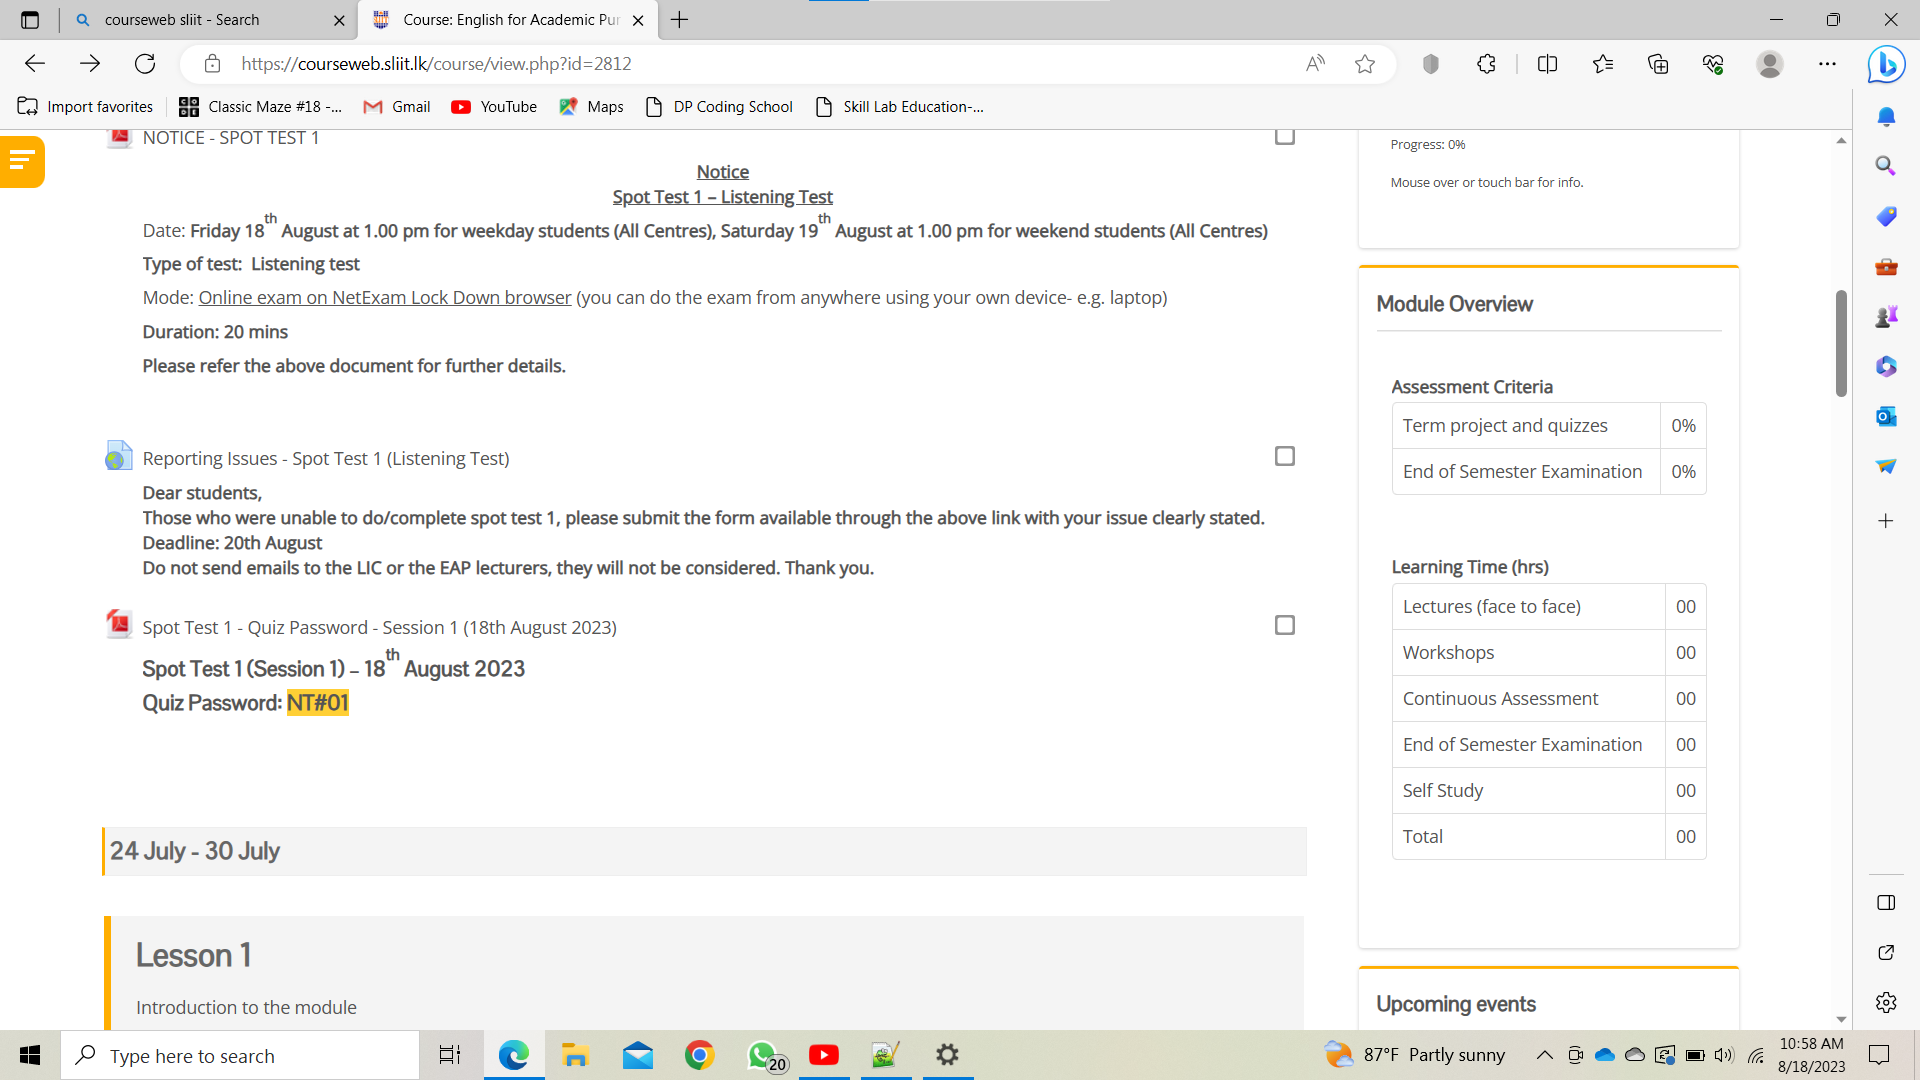 courseweb sliit - Search
Course: English for Academic Pur
https://courseweb.sliit.lk/course/view.php?id=2812
Import favorites
Classic Maze #18 -...
Gmail
YouTube
Maps
DP Coding School
Skill Lab Education-...
NOTICE - SPOT TEST 1
Notice
Spot Test 1 – Listening Test
Date: Friday 18th August at 1.00 pm for weekday students (All Centres), Saturday 19th August at 1.00 pm for weekend students (All Centres)
Type of test: Listening test
Mode: Online exam on NetExam Lock Down browser (you can do the exam from anywhere using your own device- e.g. laptop)
Duration: 20 mins
Please refer the above document for further details.
Reporting Issues - Spot Test 1 (Listening Test)
Dear students,
Those who were unable to do/complete spot test 1, please submit the form available through the above link with your issue clearly stated.
Deadline: 20th August
Do not send emails to the LIC or the EAP lecturers, they will not be considered. Thank you.
Spot Test 1 - Quiz Password - Session 1 (18th August 2023)
Spot Test 1 (Session 1) – 18th August 2023
Quiz Password: NT#01
24 July - 30 July
Lesson 1
Introduction to the module
Progress: 0%
Mouse over or touch bar for info.
Module Overview
Assessment Criteria
Term project and quizzes 0%
End of Semester Examination 0%
Learning Time (hrs)
Lectures (face to face) 00
Workshops 00
Continuous Assessment 00
End of Semester Examination 00
Self Study 00
Total 00
Upcoming events
Type here to search
20
87°F Partly sunny
10:58 AM
8/18/2023